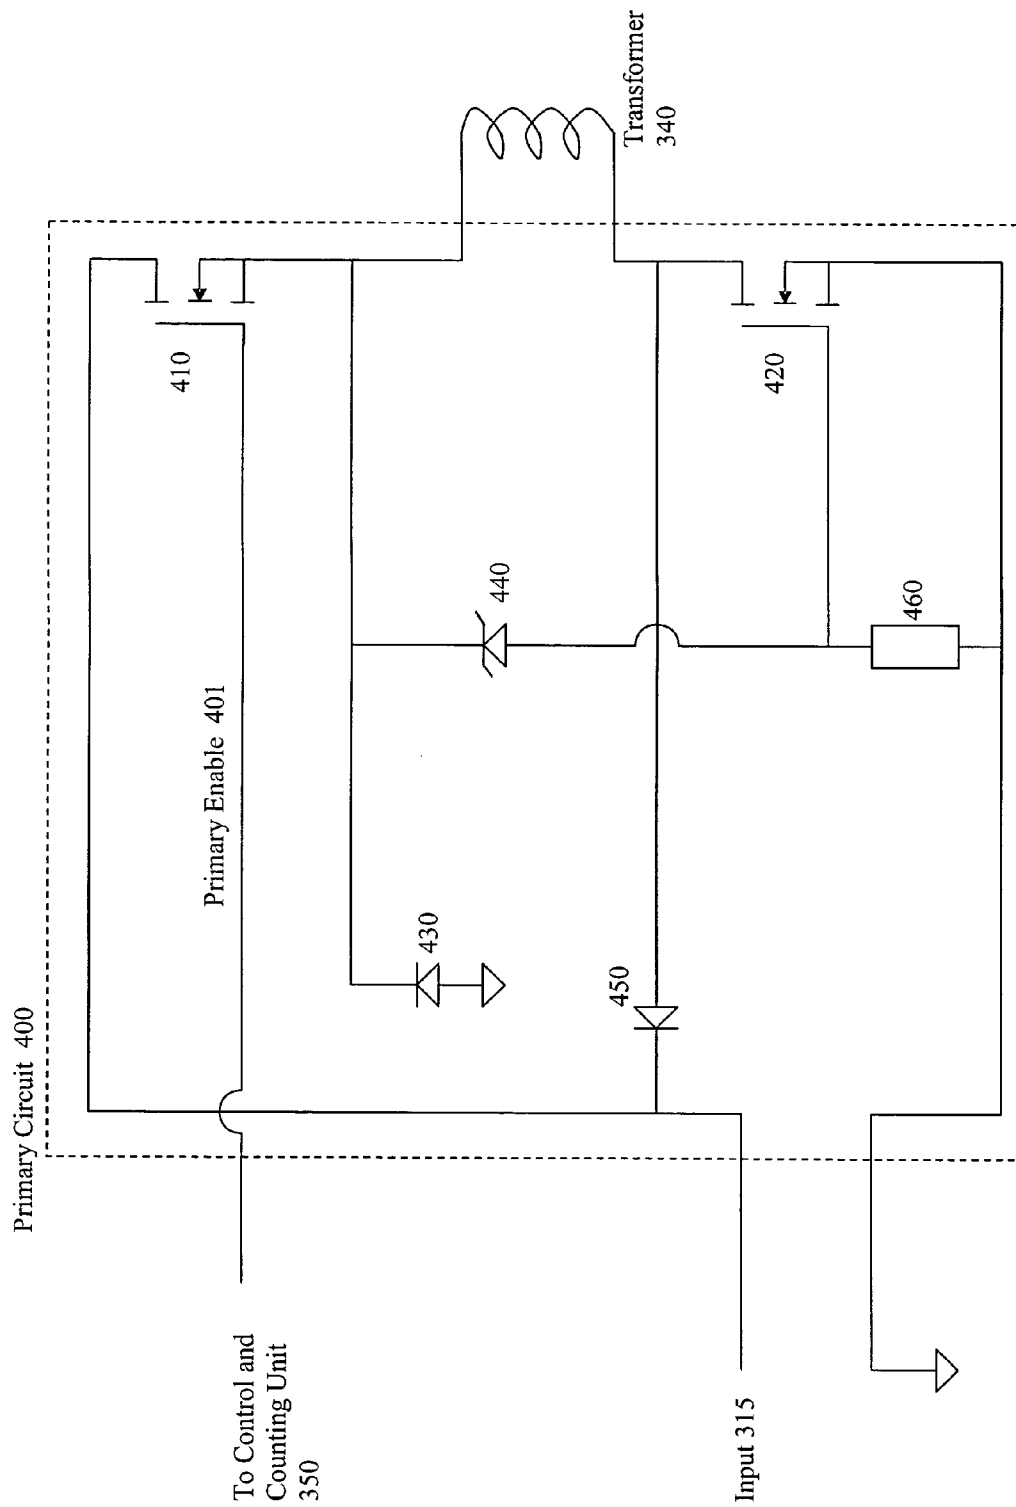 Primary Circuit 400
To Control and
Counting Unit
350
Primary Enable 401
410
Transformer
340
430
440
450
420
460
Input 315